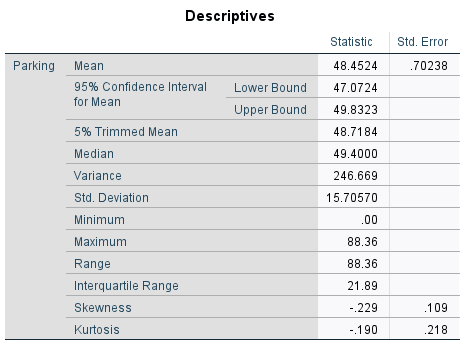 Descriptives
Statistic Std. Error
Parking Mean 48.4524 .70238
95% Confidence Interval for Mean Lower Bound 47.0724
Upper Bound 49.8323
5% Trimmed Mean 48.7184
Median 49.4000
Variance 246.669
Std. Deviation 15.70570
Minimum .00
Maximum 88.36
Range 88.36
Interquartile Range 21.89
Skewness -.229 .109
Kurtosis -.190 .218